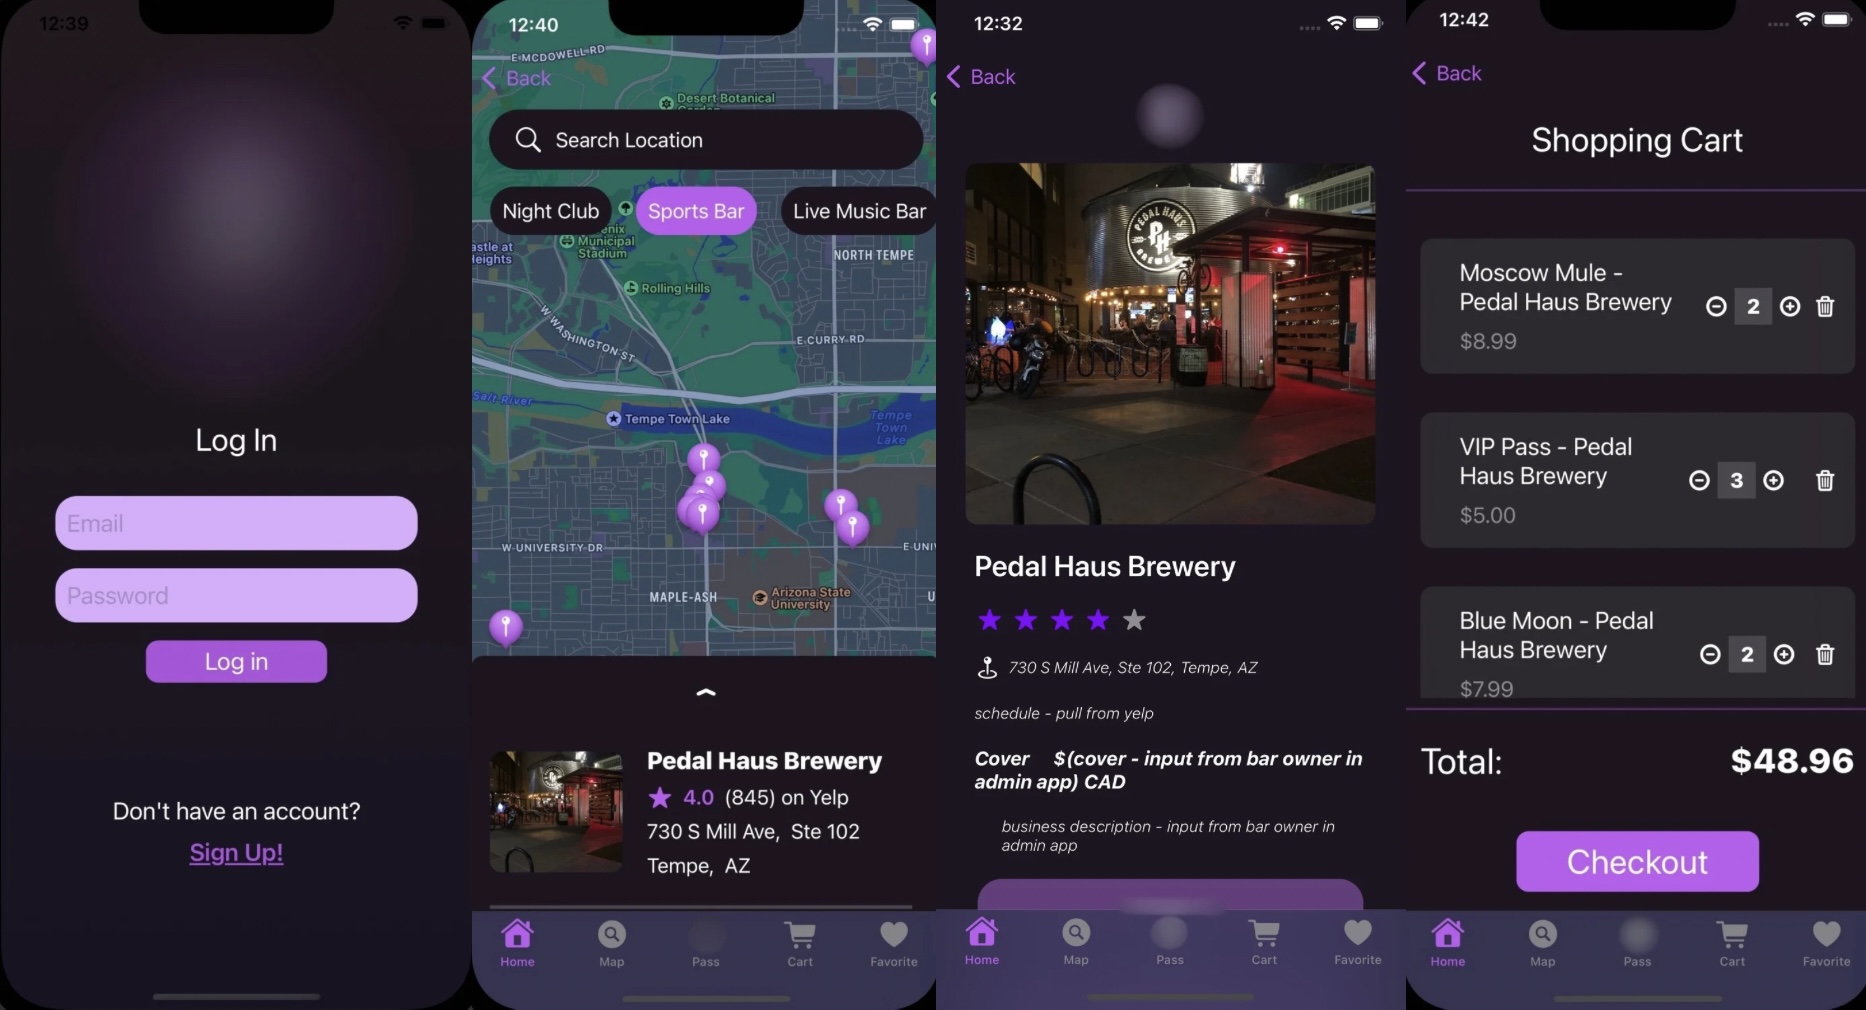 12:39
Log In
Email
Password
Log in
Don't have an account?
Sign Up!
12:40
E MCDOWELL RD
Back
Desert Botanical
Search Location
Night Club
Sports Bar
Live Music Bar
Municipal
Stadium
NORTH TEMPE
Rolling Hills
W WASHINGTON ST
E CURRY RD
Salt River
Tempe Town Lake
Tempe
Town
Lake
W UNIVERSITY DR
E UNI
MAPLE-ASH
Arizona State
University
Pedal Haus Brewery
4.0 (845) on Yelp
730 S Mill Ave, Ste 102
Tempe, AZ
Home
Map
Pass
Cart
Favorite
12:32
Back
PEDAL HAUS
PH
BREWERY
Pedal Haus Brewery
730 S Mill Ave, Ste 102, Tempe, AZ
schedule - pull from yelp
Cover $(cover - input from bar owner in
admin app) CAD
business description - input from bar owner in
admin app
Home
Map
Pass
Cart
Favorite
12:42
Back
Shopping Cart
Moscow Mule -
Pedal Haus Brewery
2
$8.99
VIP Pass - Pedal
Haus Brewery
3
$5.00
Blue Moon - Pedal
Haus Brewery
2
$7.99
Total: $48.96
Checkout
Home
Map
Pass
Cart
Favorite